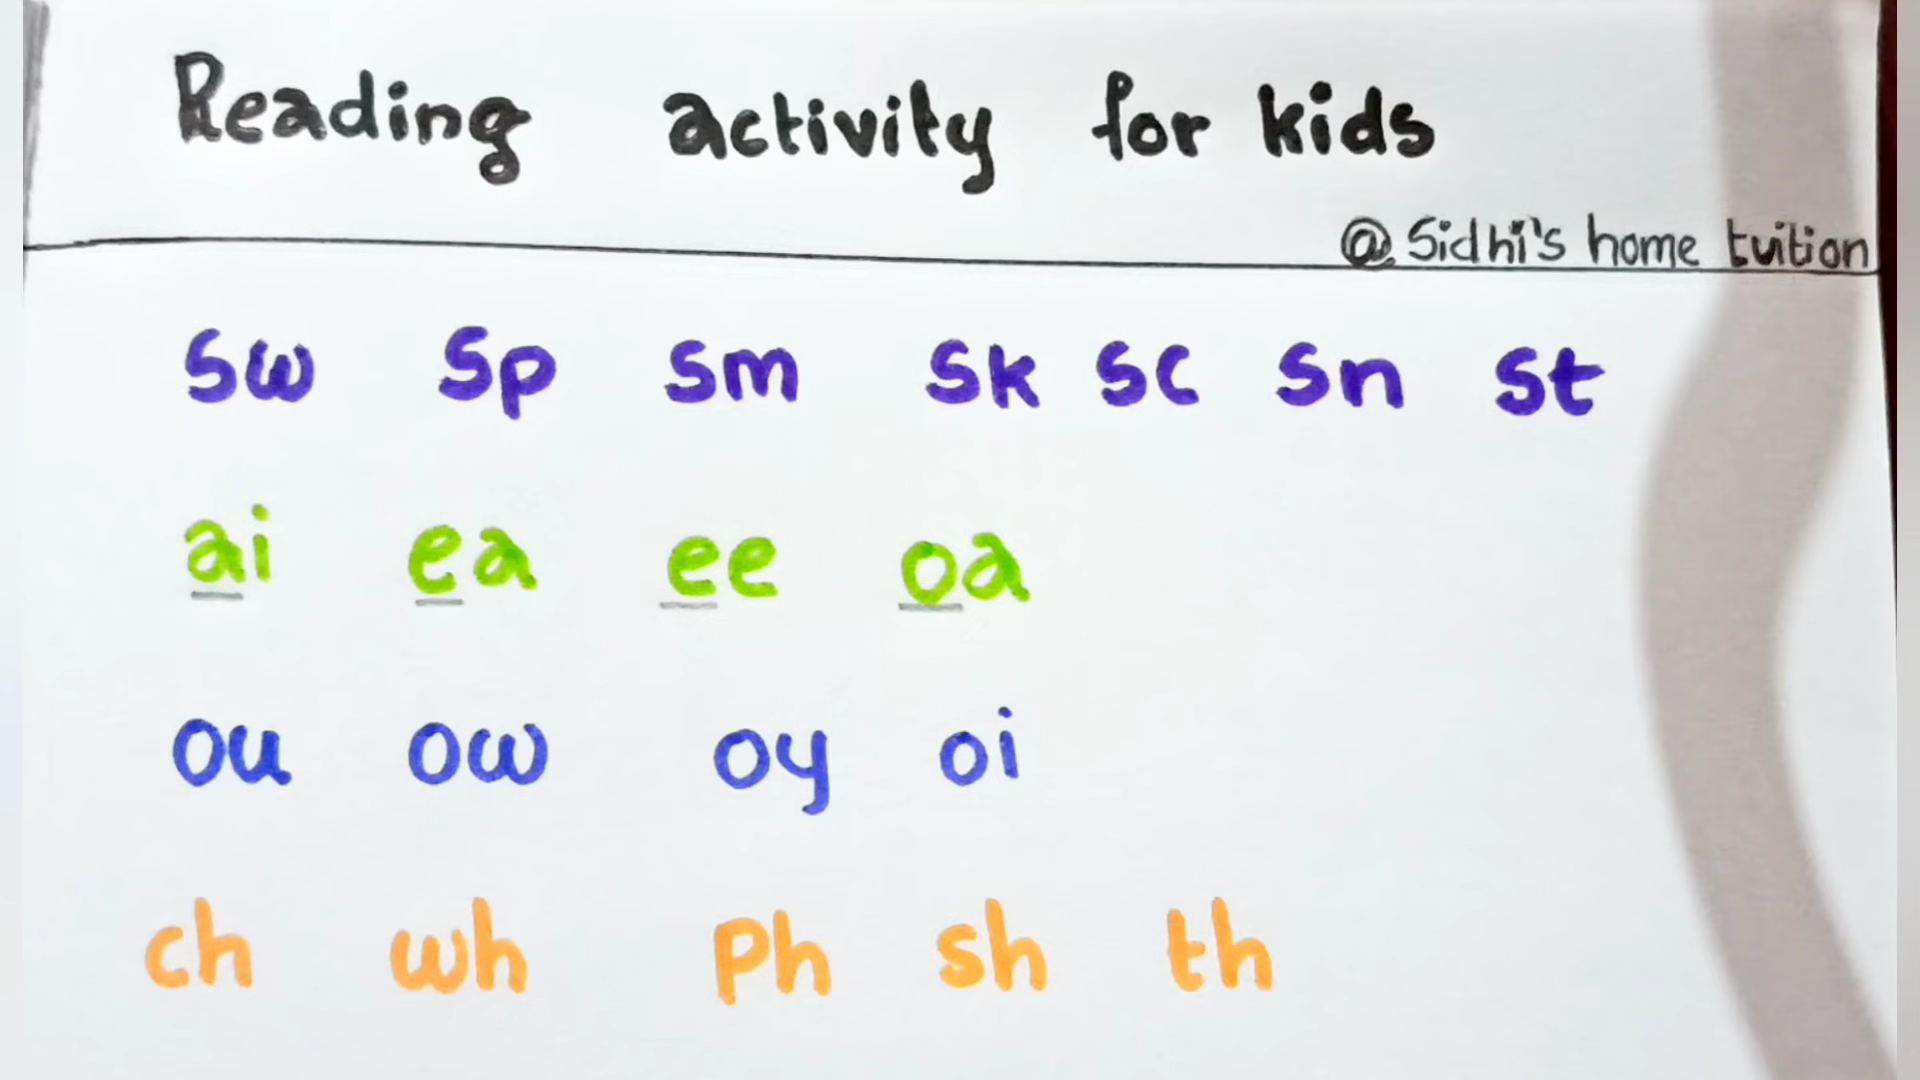 Reading activity for kids
@Sidhi's home tuition
sw sp sm sk sc sn st
ai ea ee oa
ou ow oy oi
ch wh ph sh th